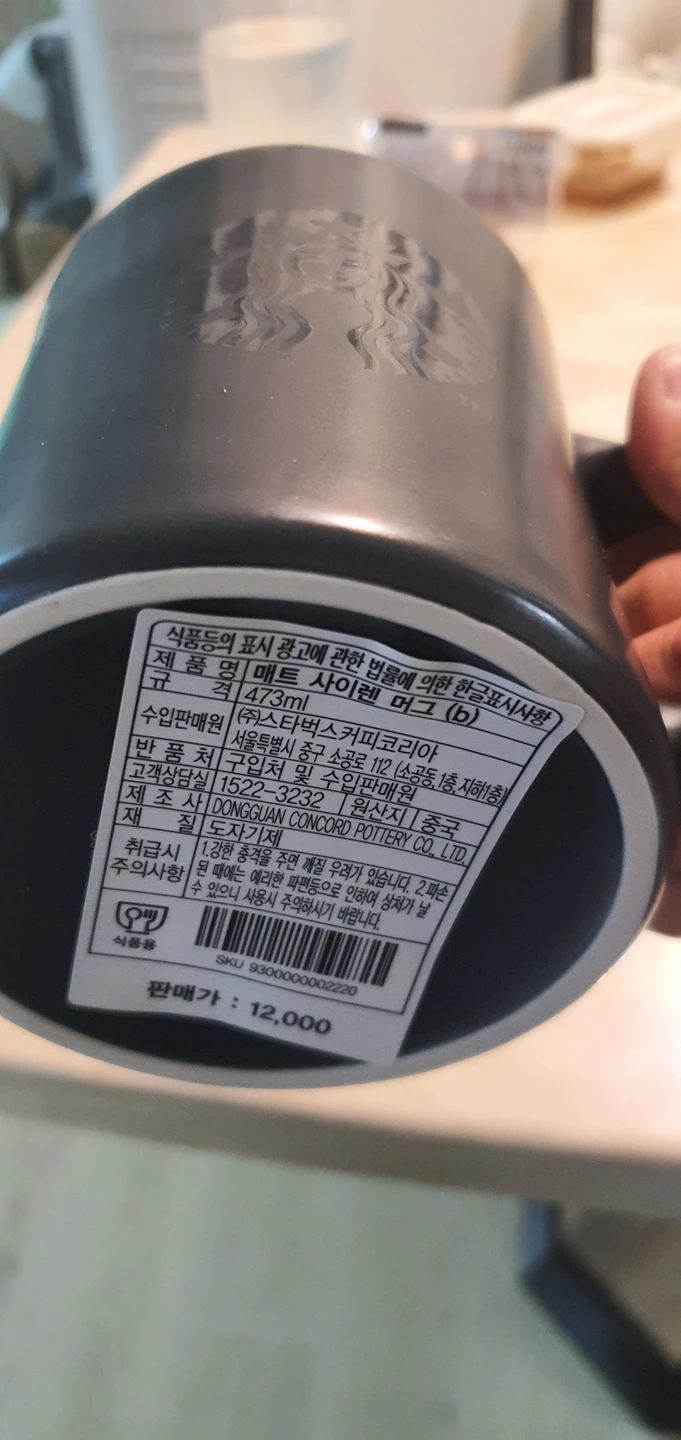 식품등의 표시 광고에 관한 법률에 의한 한글표시사항
제품명 매트 사이렌 머그 (b)
규격 473ml
수입판매원 (주)스타벅스커피코리아
서울특별시 중구 소공로 112 (소공동,1층,지하1층)
반품처 구입처 및 수입판매원
고객상담실 1522-3232 원산지 중국
제조사 DONGGUAN CONCORD POTTERY CO., LTD.
재질 도자기제
취급시 주의사항 1.강한 충격을 주면 깨질 우려가 있습니다. 2.파손
된 때에는 예리한 파편등으로 인하여 상처가 날
수 있으니 사용시 주의하시기 바랍니다.
식품용
SKU 9300000002220
판매가 : 12,000